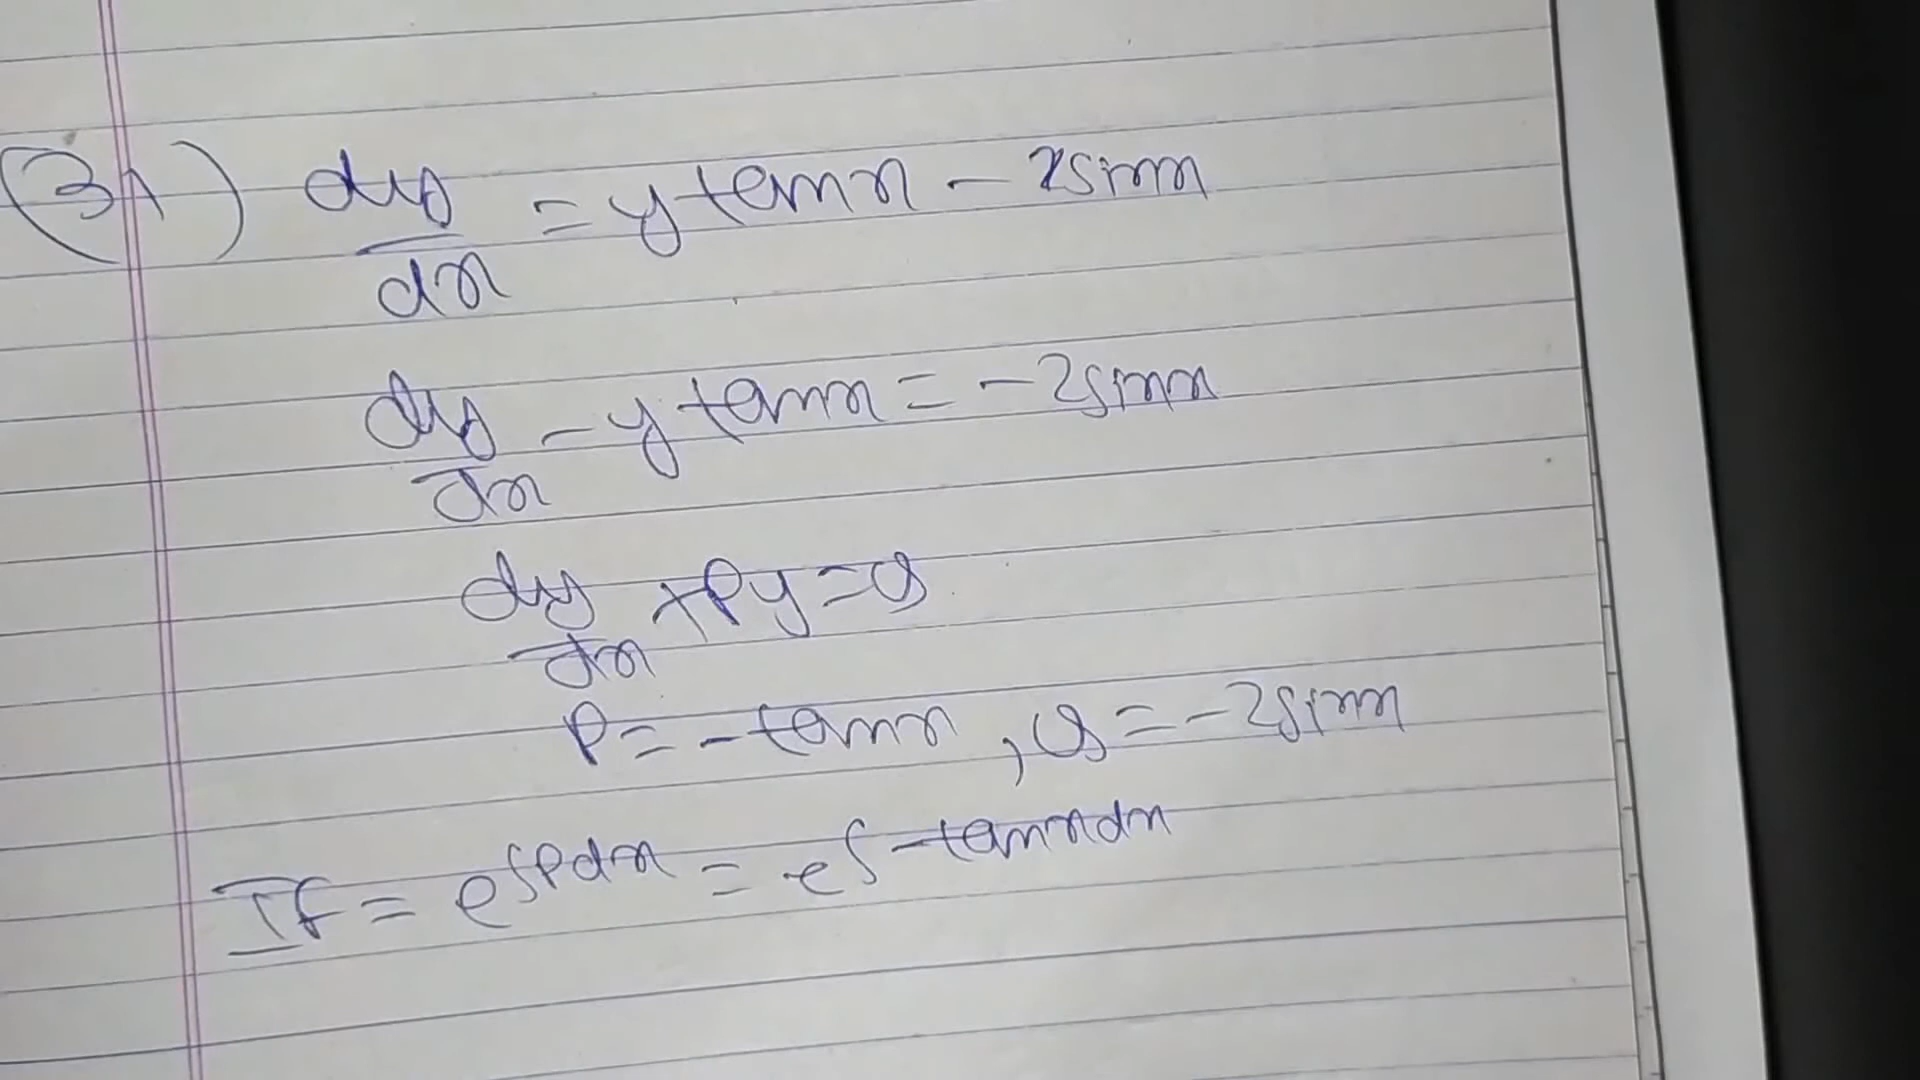 (31) dy/dx = y tanx - 2sinx
dy/dx - y tanx = -2sinx
dy/dx + Py = Q
P = -tanx, Q = -2sinx
If = e^∫Pdx = e^∫-tanxdx